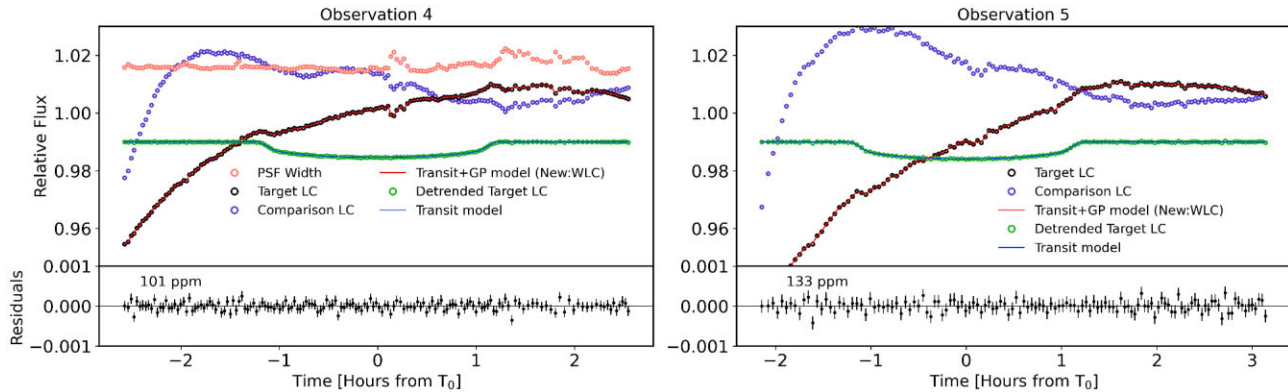 Observation 4
Relative Flux
1.02
1.00
0.98
0.96
PSF Width
Target LC
Comparison LC
Transit+GP model (New:WLC)
Detrended Target LC
Transit model
Residuals
0.001
0.000
−0.001
101 ppm
−2 −1 0 1 2
Time [Hours from T₀]
Observation 5
1.02
1.00
0.98
0.96
Target LC
Comparison LC
Transit+GP model (New:WLC)
Detrended Target LC
Transit model
0.001
0.000
−0.001
133 ppm
−2 −1 0 1 2 3
Time [Hours from T₀]